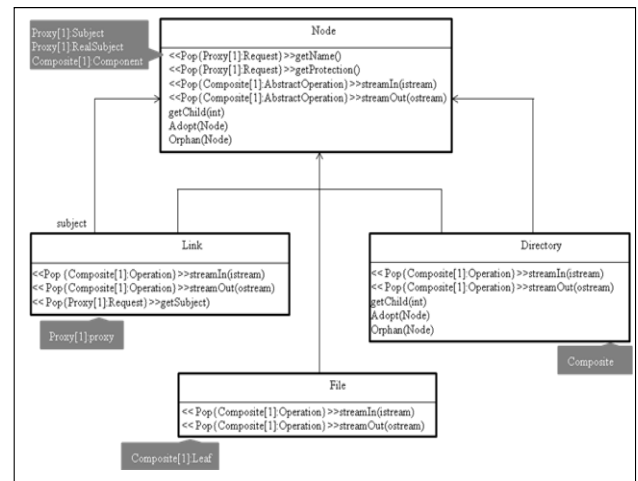 Proxy[1]:Subject
Proxy[1]:RealSubject
Composite[1]:Component
Node
<<Pop{Proxy[1]:Request}>>getName()
<<Pop{Proxy[1]:Request}>>getProtection()
<<Pop{Composite[1]:AbstractOperation}>>streamIn(istream)
<<Pop{Composite[1]:AbstractOperation}>>streamOut(ostream)
getChild(int)
Adopt(Node)
Orphan(Node)
subject
Link
<<Pop {Composite[1]:Operation}>>streamIn(istream)
<< Pop{Composite[1]:Operation}>>streamOut(ostream)
<< Pop{Proxy[1]:Request}>>getSubject)
Proxy[1]:proxy
Directory
<< Pop{Composite[1]:Operation}>>streamIn(istream)
<< Pop{Composite[1]:Operation}>>streamOut(ostream)
getChild(int)
Adopt(Node)
Orphan(Node)
Composite
File
<< Pop{Composite[1]:Operation}>>streamIn(istream)
<< Pop{Composite[1]:Operation}>>streamOut(ostream)
Composite[1]:Leaf